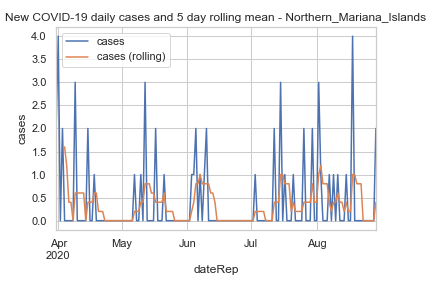 New COVID-19 daily cases and 5 day rolling mean - Northern_Mariana_Islands
cases
cases (rolling)
4.0
3.5
3.0
2.5
2.0
1.5
1.0
0.5
0.0
cases
Apr
2020
May
Jun
Jul
Aug
dateRep